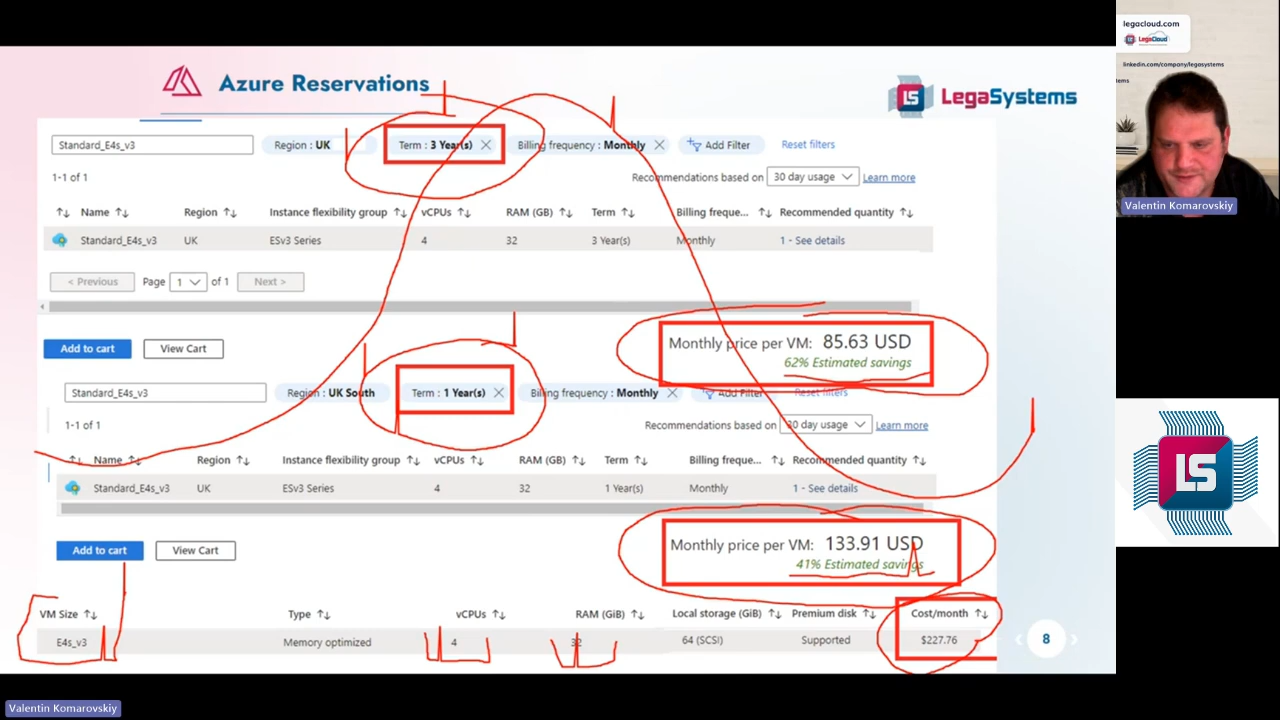 Azure Reservations
LegaSystems
Standard_E4s_v3
Region : UK
Term : 3 Year(s)
Billing frequency : Monthly
Add Filter
Reset filters
1-1 of 1
Recommendations based on 30 day usage Learn more
Name Region Instance flexibility group vCPUs RAM (GB) Term Billing freque... Recommended quantity
Standard_E4s_v3 UK ESv3 Series 4 32 3 Year(s) Monthly 1 - See details
< Previous Page 1 of 1 Next >
Monthly price per VM: 85.63 USD
62% Estimated savings
Add to cart View Cart
Standard_E4s_v3
Region : UK South
Term : 1 Year(s)
Billing frequency : Monthly
Add Filter
Reset filters
1-1 of 1
Recommendations based on 30 day usage Learn more
Name Region Instance flexibility group vCPUs RAM (GB) Term Billing freque... Recommended quantity
Standard_E4s_v3 UK ESv3 Series 4 32 1 Year(s) Monthly 1 - See details
Monthly price per VM: 133.91 USD
41% Estimated savings
Add to cart View Cart
VM Size Type vCPUs RAM (GiB) Local storage (GiB) Premium disk Cost/month
E4s_v3 Memory optimized 4 32 64 (SCSI) Supported $227.76
8
legacloud.com
LegaCloud
linkedin.com/company/legasystems
Valentin Komarovskiy
LS
Valentin Komarovskiy